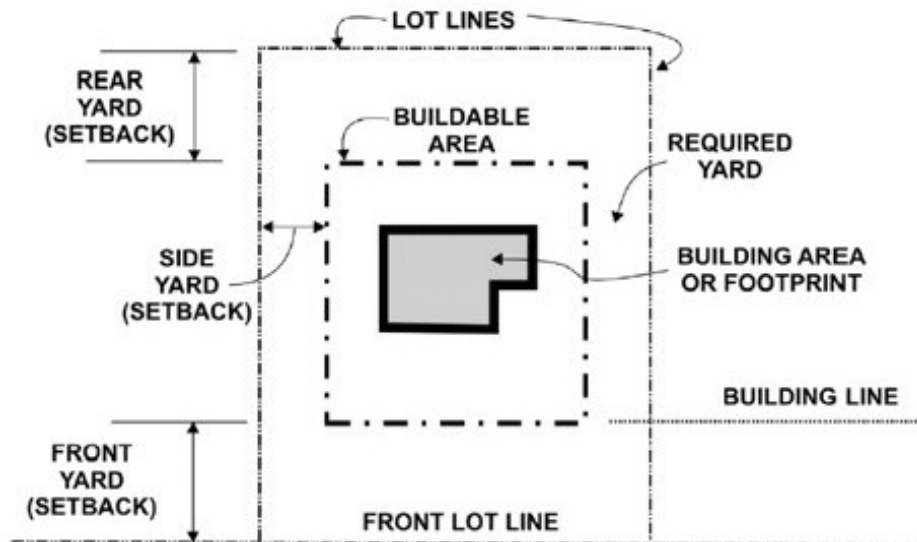 LOT LINES
REAR
YARD
(SETBACK)
BUILDABLE
AREA
REQUIRED
YARD
SIDE
YARD
(SETBACK)
BUILDING AREA
OR FOOTPRINT
BUILDING LINE
FRONT
YARD
(SETBACK)
FRONT LOT LINE